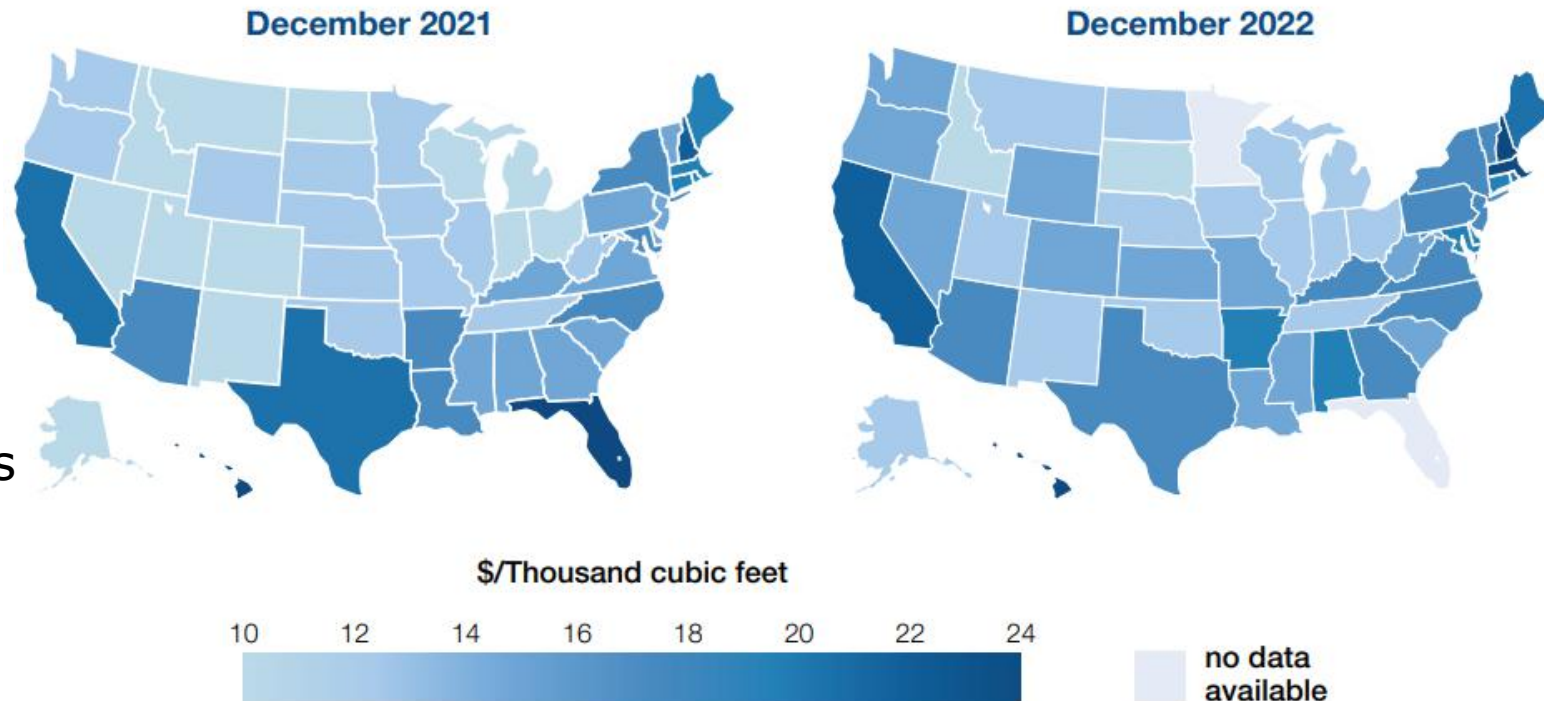 December 2021
December 2022
s
$/Thousand cubic feet
10 12 14 16 18 20 22 24
no data
available